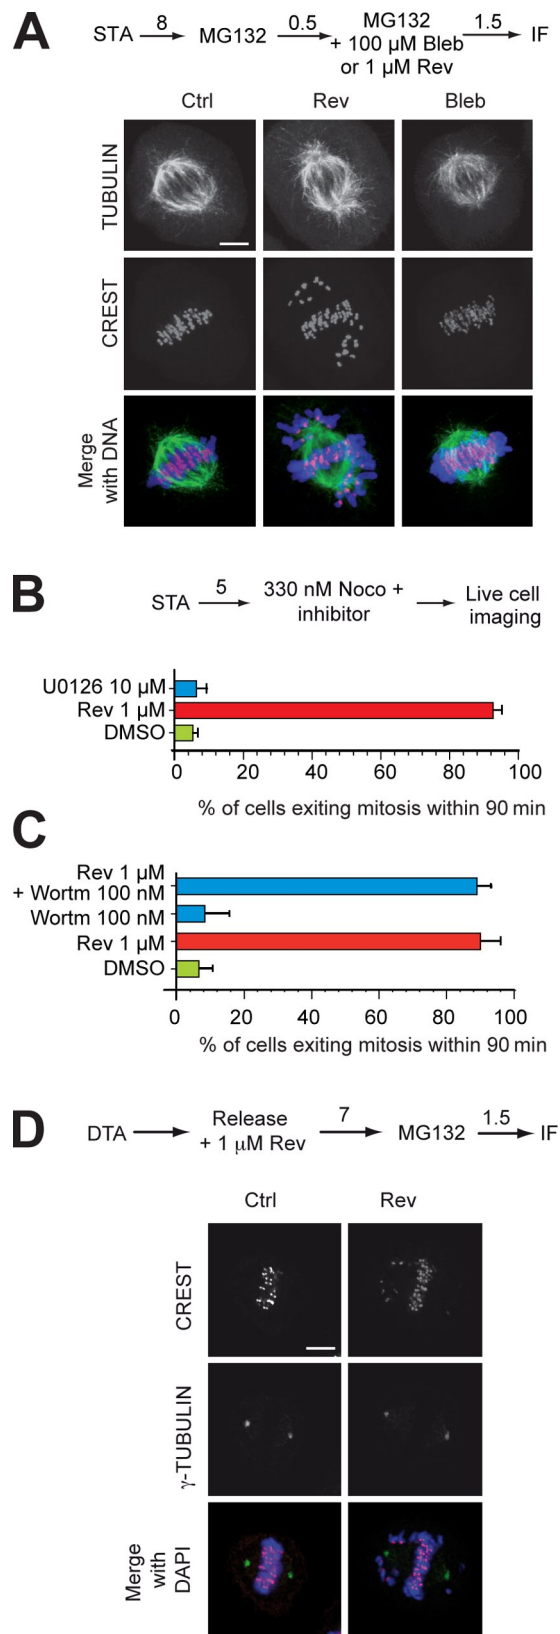 A
STA 8 MG132 0.5 MG132 1.5 IF
+ 100 µM Bleb
or 1 µM Rev
Ctrl Rev Bleb
TUBULIN
CREST
Merge
with DNA
B
STA 5 330 nM Noco + Live cell
inhibitor imaging
U0126 10 µM
Rev 1 µM
DMSO
0 20 40 60 80 100
% of cells exiting mitosis within 90 min
C
Rev 1 µM
+ Wortm 100 nM
Wortm 100 nM
Rev 1 µM
DMSO
0 20 40 60 80 100
% of cells exiting mitosis within 90 min
D
DTA Release 7 MG132 1.5 IF
+ 1 µM Rev
Ctrl Rev
CREST
γ-TUBULIN
Merge
with
DAPI